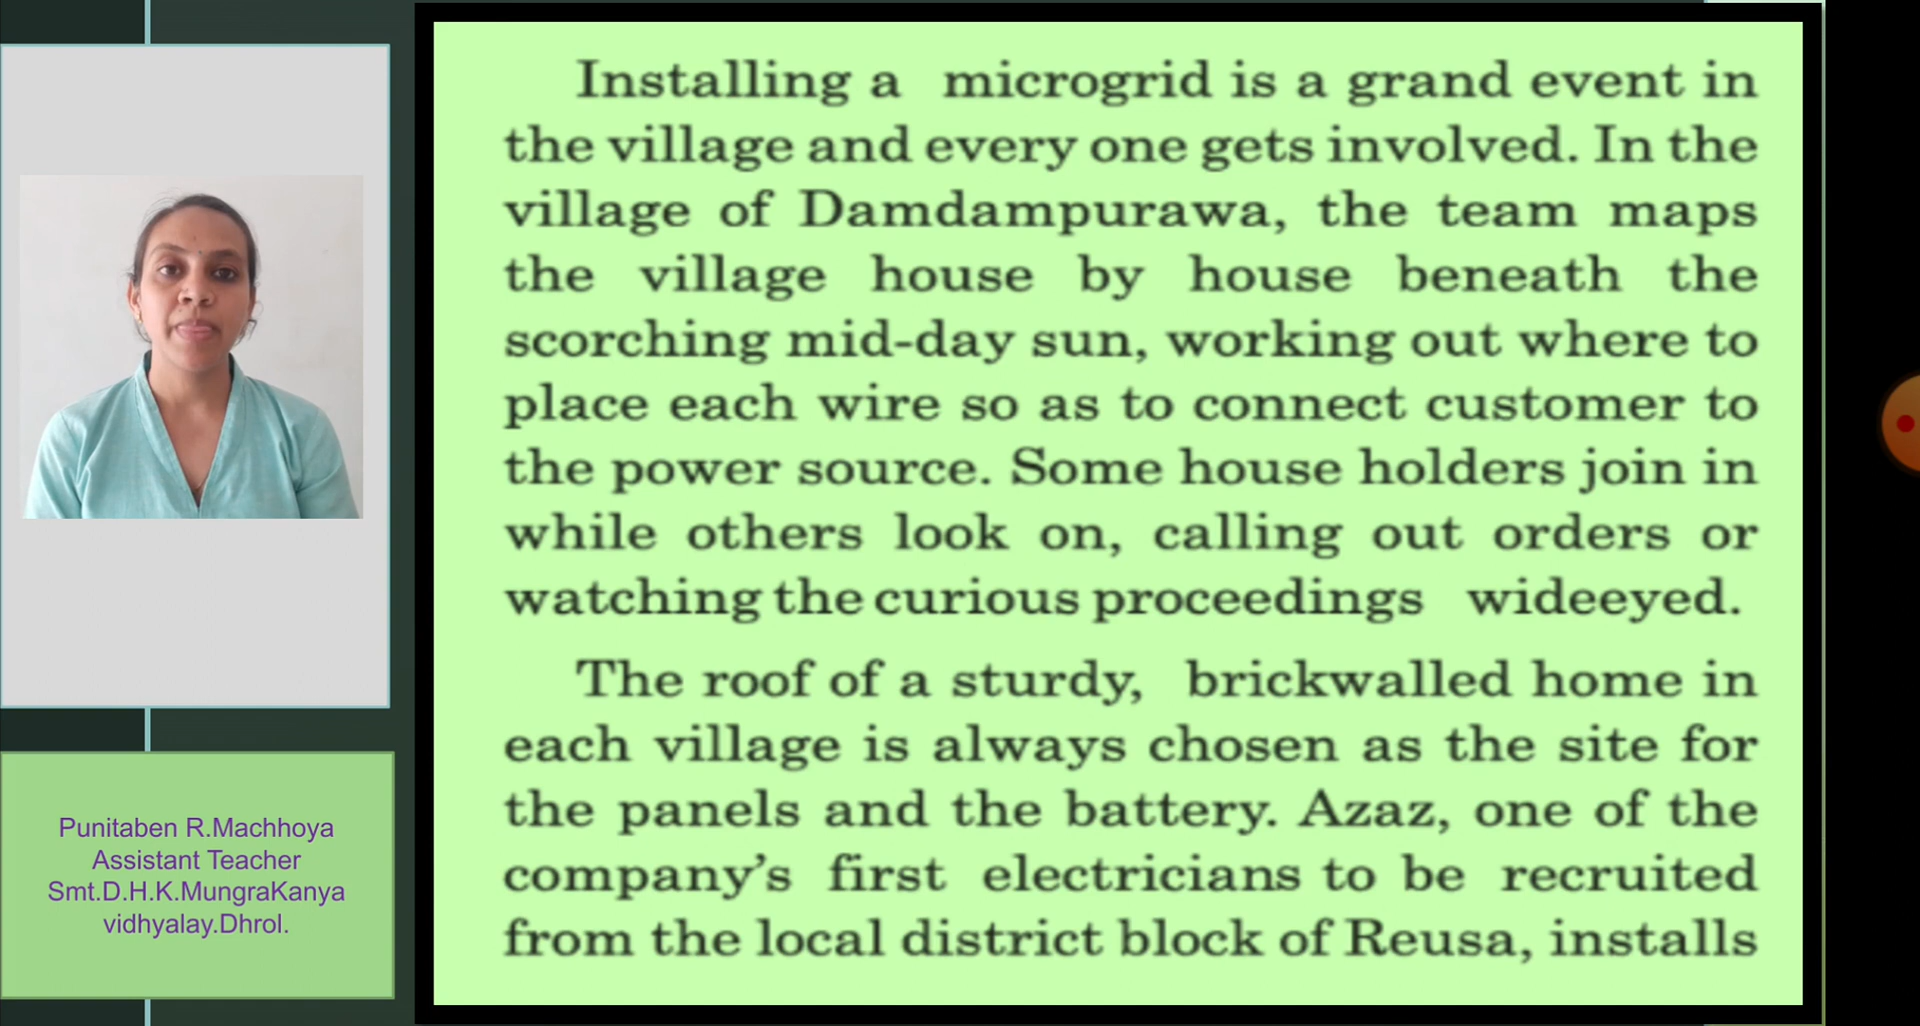 Installing a microgrid is a grand event in
the village and every one gets involved. In the
village of Damdampurawa, the team maps
the village house by house beneath the
scorching mid-day sun, working out where to
place each wire so as to connect customer to
the power source. Some house holders join in
while others look on, calling out orders or
watching the curious proceedings wideeyed.
The roof of a sturdy, brickwalled home in
each village is always chosen as the site for
the panels and the battery. Azaz, one of the
company's first electricians to be recruited
from the local district block of Reusa, installs
Punitaben R.Machhoya
Assistant Teacher
Smt.D.H.K.MungraKanya
vidhyalay.Dhrol.